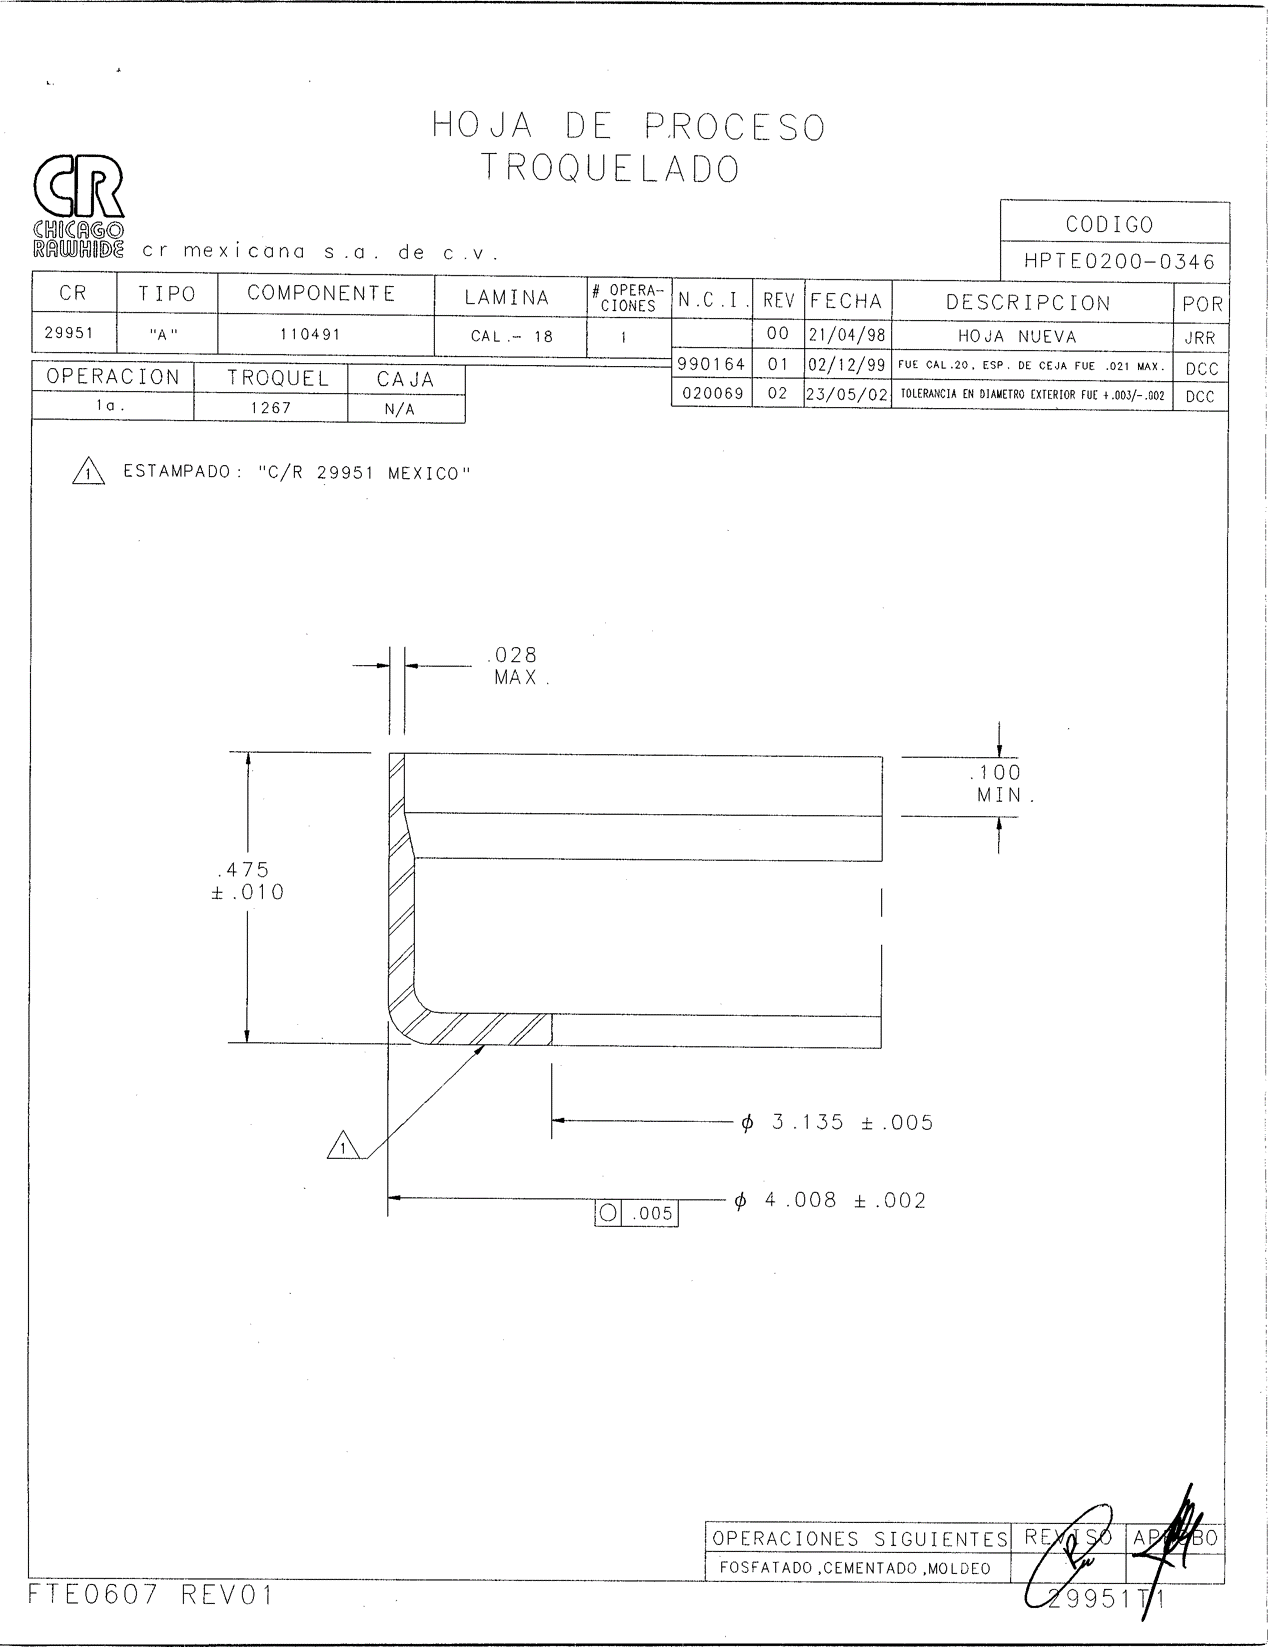 HOJA DE PROCESO
TROQUELADO
CR
CHICAGO
RAWHIDE
cr mexicana s.a. de c.v.
CODIGO
HPTE0200-0346
CR TIPO COMPONENTE LAMINA # OPERA-CIONES N.C.I. REV FECHA DESCRIPCION POR
29951 "A" 110491 CAL.- 18 1 00 21/04/98 HOJA NUEVA JRR
990164 01 02/12/99 FUE CAL.20, ESP. DE CEJA FUE .021 MAX. DCC
020069 02 23/05/02 TOLERANCIA EN DIAMETRO EXTERIOR FUE +.003/-.002 DCC
OPERACION TROQUEL CAJA
1a. 1267 N/A
1 ESTAMPADO: "C/R 29951 MEXICO"
.028
MAX.
.100
MIN.
.475
±.010
ϕ 3.135 ±.005
1
ϕ 4.008 ±.002
.005
OPERACIONES SIGUIENTES REVISO APROBO
FOSFATADO,CEMENTADO,MOLDEO
FTE0607 REV01
29951T1